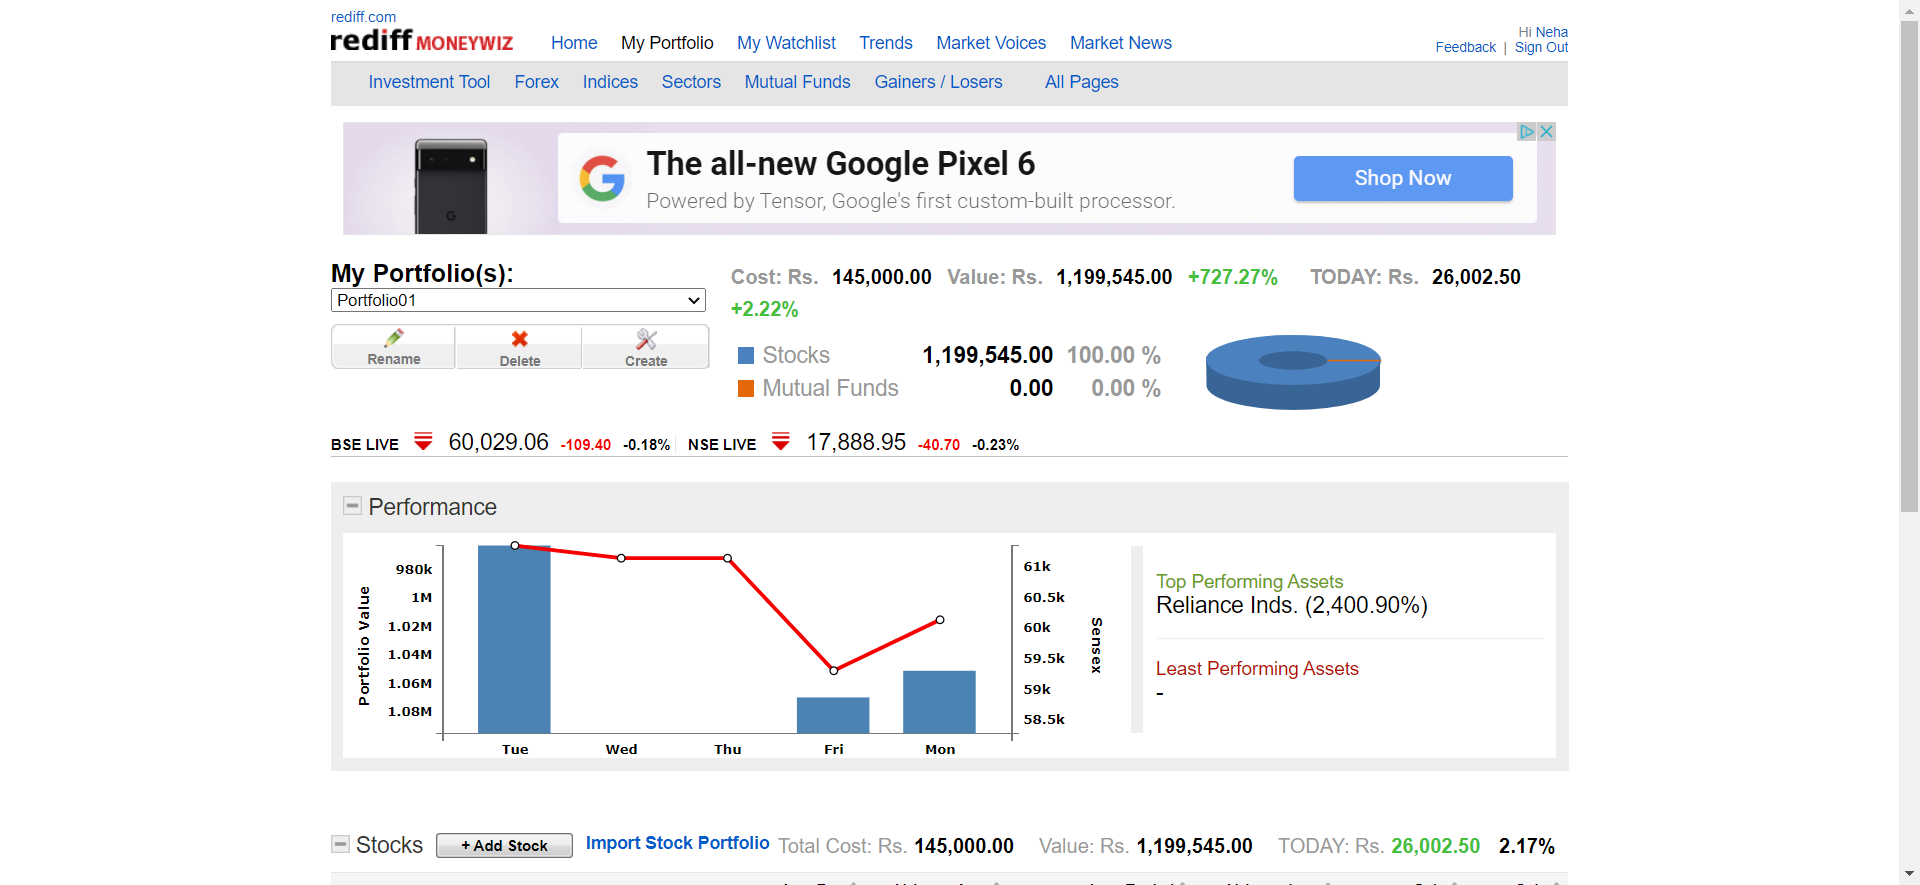 rediff.com
rediff MONEYWIZ Home My Portfolio My Watchlist Trends Market Voices Market News
Hi Neha
Feedback | Sign Out
Investment Tool Forex Indices Sectors Mutual Funds Gainers / Losers All Pages
The all-new Google Pixel 6
Powered by Tensor, Google's first custom-built processor.
Shop Now
My Portfolio(s):
Portfolio01
Rename Delete Create
Cost: Rs. 145,000.00 Value: Rs. 1,199,545.00 +727.27% TODAY: Rs. 26,002.50
+2.22%
Stocks 1,199,545.00 100.00 %
Mutual Funds 0.00 0.00 %
BSE LIVE 60,029.06 -109.40 -0.18% NSE LIVE 17,888.95 -40.70 -0.23%
Performance
Portfolio Value
980k
1M
1.02M
1.04M
1.06M
1.08M
Tue Wed Thu Fri Mon
61k
60.5k
60k
59.5k
59k
58.5k
Sensex
Top Performing Assets
Reliance Inds. (2,400.90%)
Least Performing Assets
-
Stocks + Add Stock Import Stock Portfolio Total Cost: Rs. 145,000.00 Value: Rs. 1,199,545.00 TODAY: Rs. 26,002.50 2.17%